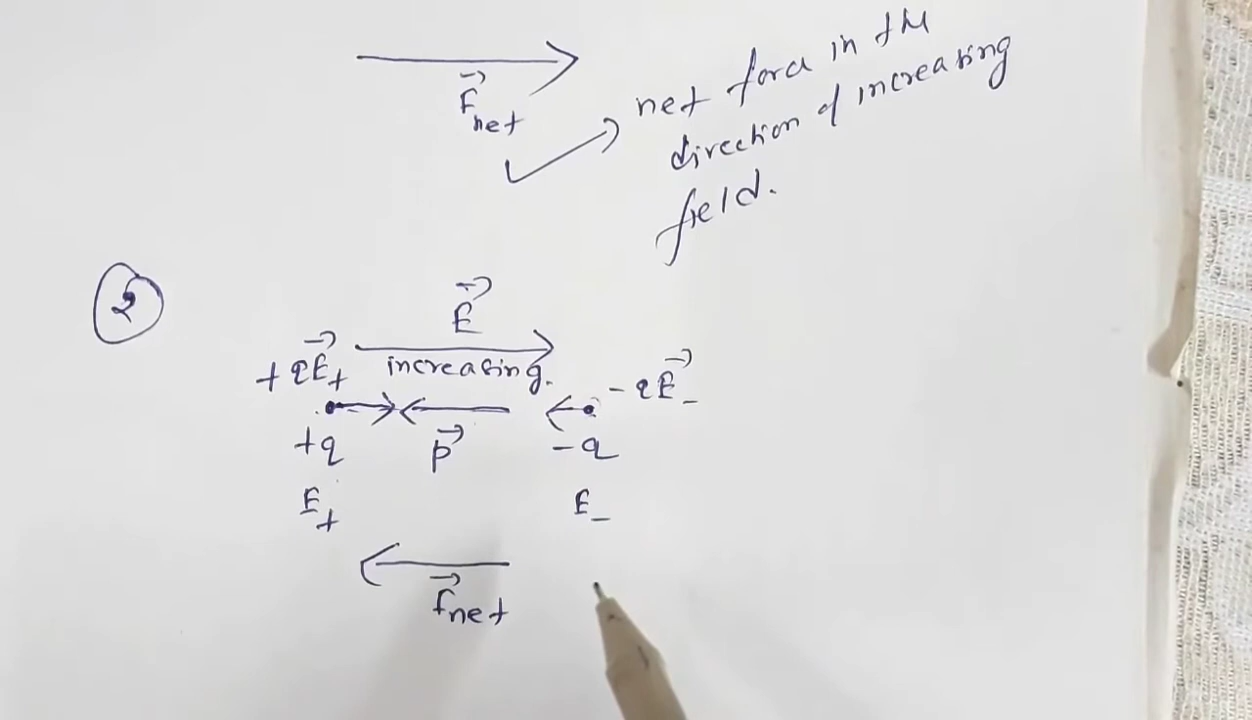 F⃗net
net force in the
direction of increasing
field.
2
E⃗
increasing.
+qE⃗+
-qE⃗-
+q
p⃗
-q
E+
E-
F⃗net